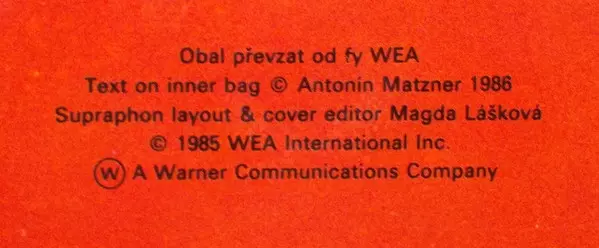 Obal převzat od fy WEA
Text on inner bag © Antonín Matzner 1986
Supraphon layout & cover editor Magda Lášková
© 1985 WEA International Inc.
W A Warner Communications Company